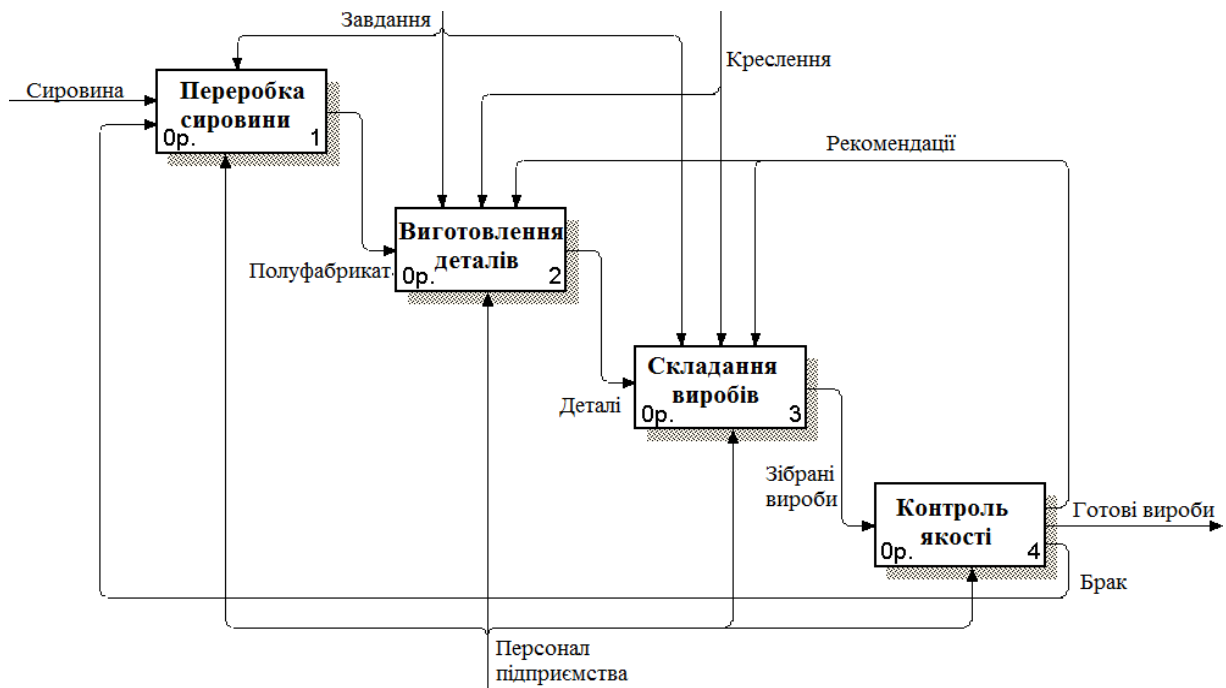 Завдання
Креслення
Сировина
Переробка
сировини
0р.
1
Рекомендації
Виготовлення
деталів
0р.
2
Полуфабрикат
Складання
виробів
0р.
3
Деталі
Зібрані
вироби
Контроль
якості
0р.
4
Готові вироби
Брак
Персонал
підприємства